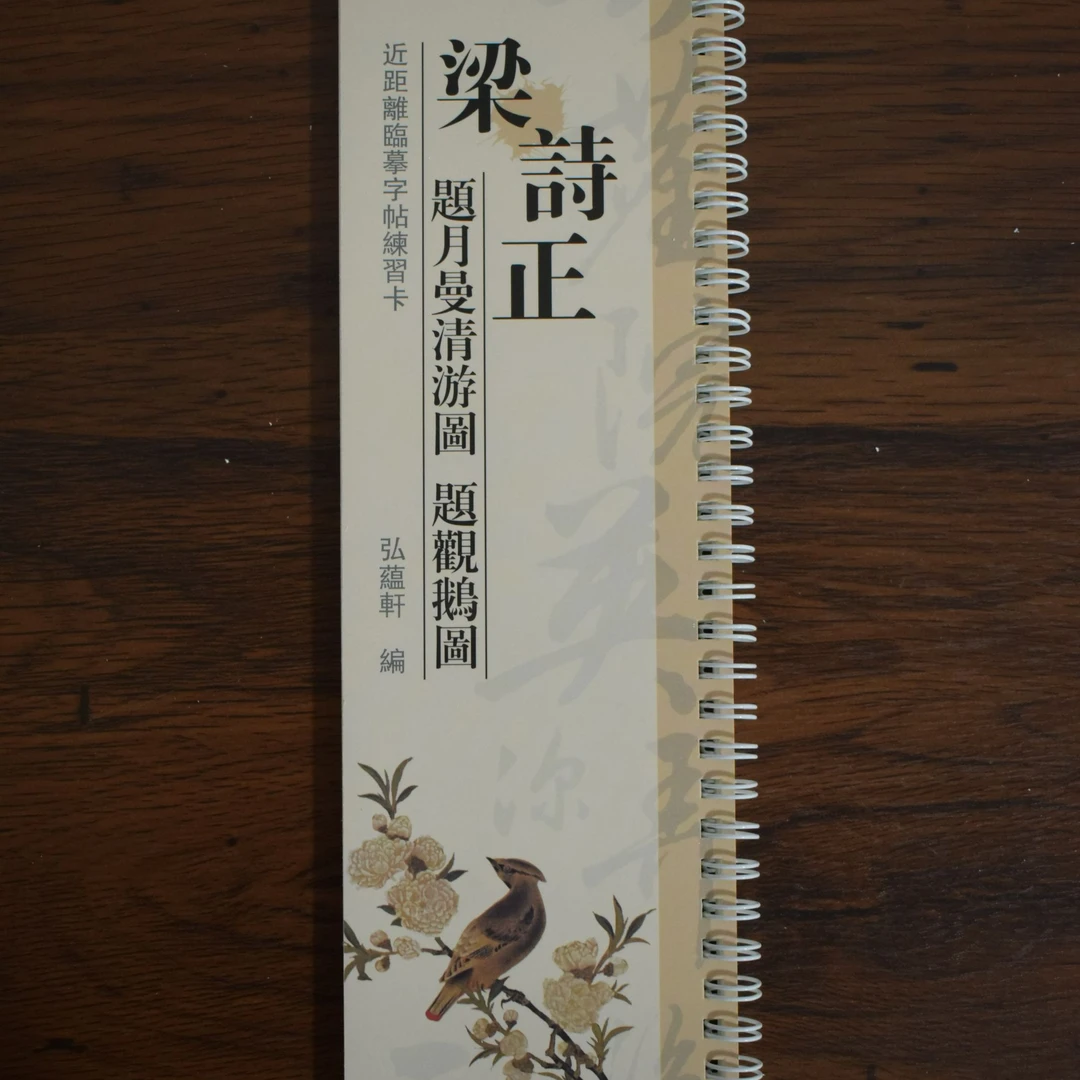 梁詩正
題月曼清游圖 題觀鵝圖
近距離臨摹字帖練習卡
弘蘊軒 編